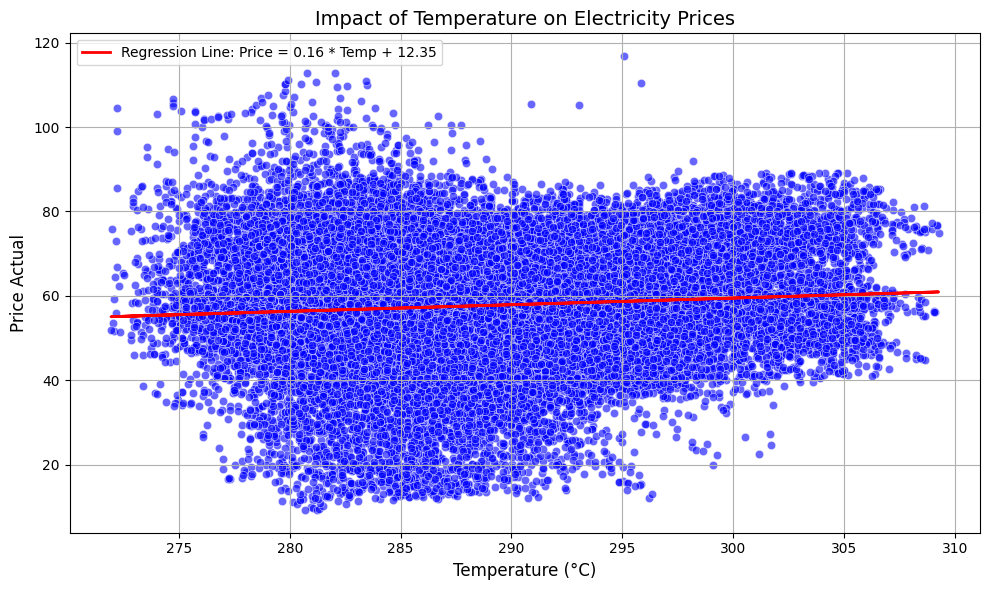 Impact of Temperature on Electricity Prices
Regression Line: Price = 0.16 * Temp + 12.35
Price Actual
120
100
80
60
40
20
275 280 285 290 295 300 305 310
Temperature (°C)